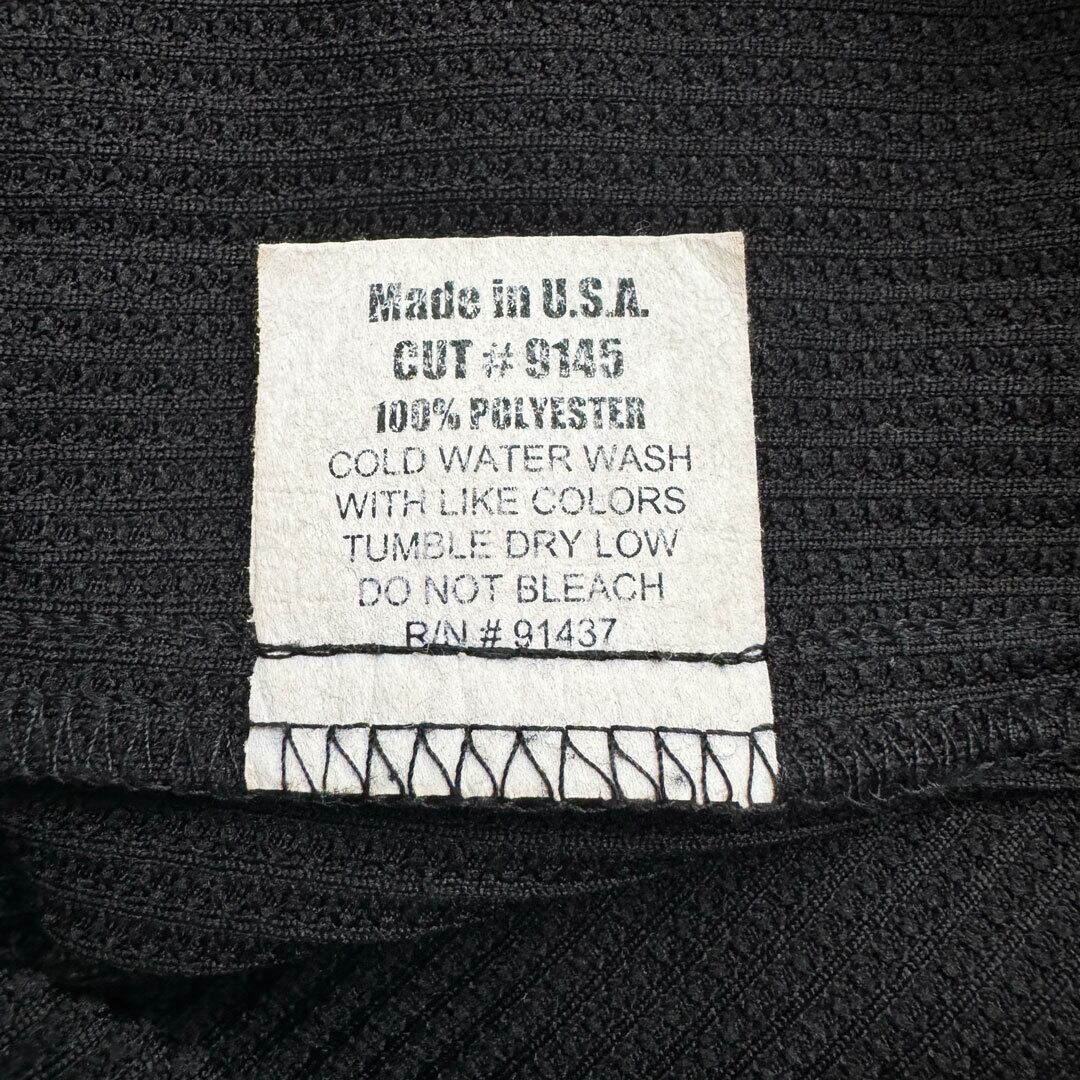 Made in U.S.A.
CUT # 9145
100% POLYESTER
COLD WATER WASH
WITH LIKE COLORS
TUMBLE DRY LOW
DO NOT BLEACH
R/N # 91437